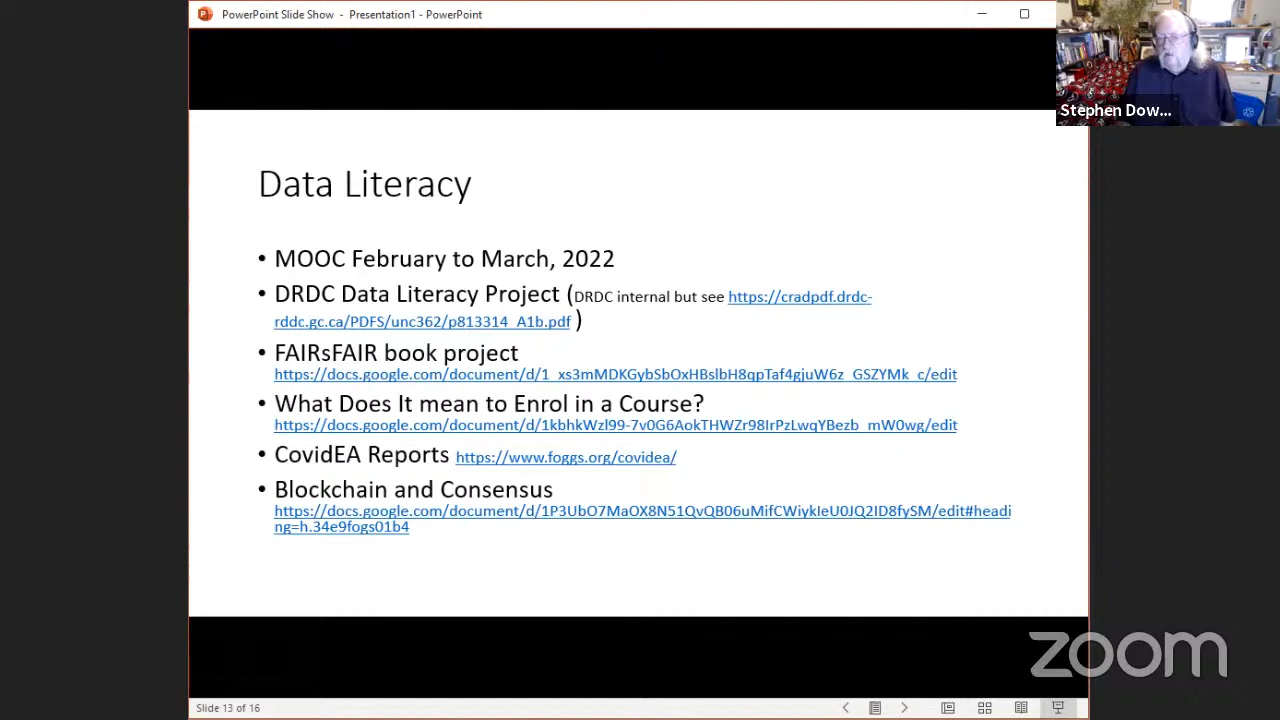 PowerPoint Slide Show - Presentation1 - PowerPoint
Stephen Dow...
Data Literacy
• MOOC February to March, 2022
• DRDC Data Literacy Project (DRDC internal but see https://cradpdf.drdc-
rddc.gc.ca/PDFS/unc362/p813314_A1b.pdf )
• FAIRsFAIR book project
https://docs.google.com/document/d/1_xs3mMDKGybSbOxHBslbH8qpTaf4gjuW6z_GSZYMk_c/edit
• What Does It mean to Enrol in a Course?
https://docs.google.com/document/d/1kbhkWzl99-7v0G6AokTHWZr98IrPzLwqYBezb_mW0wg/edit
• CovidEA Reports https://www.foggs.org/covidea/
• Blockchain and Consensus
https://docs.google.com/document/d/1P3UbO7MaOX8N51QvQB06uMifCWiykIeU0JQ2ID8fySM/edit#headi
ng=h.34e9fogs01b4
zoom
Slide 13 of 16